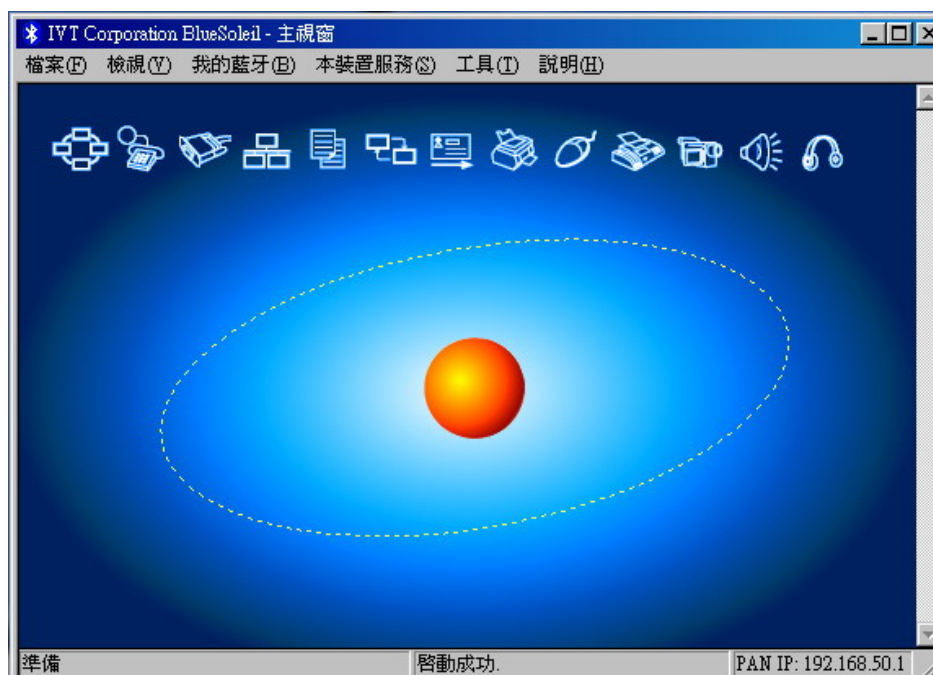 IVT Corporation BlueSoleil - 主視窗
檔案(F) 檢視(V) 我的藍牙(B) 本裝置服務(S) 工具(T) 說明(H)
準備 啓動成功. PAN IP: 192.168.50.1